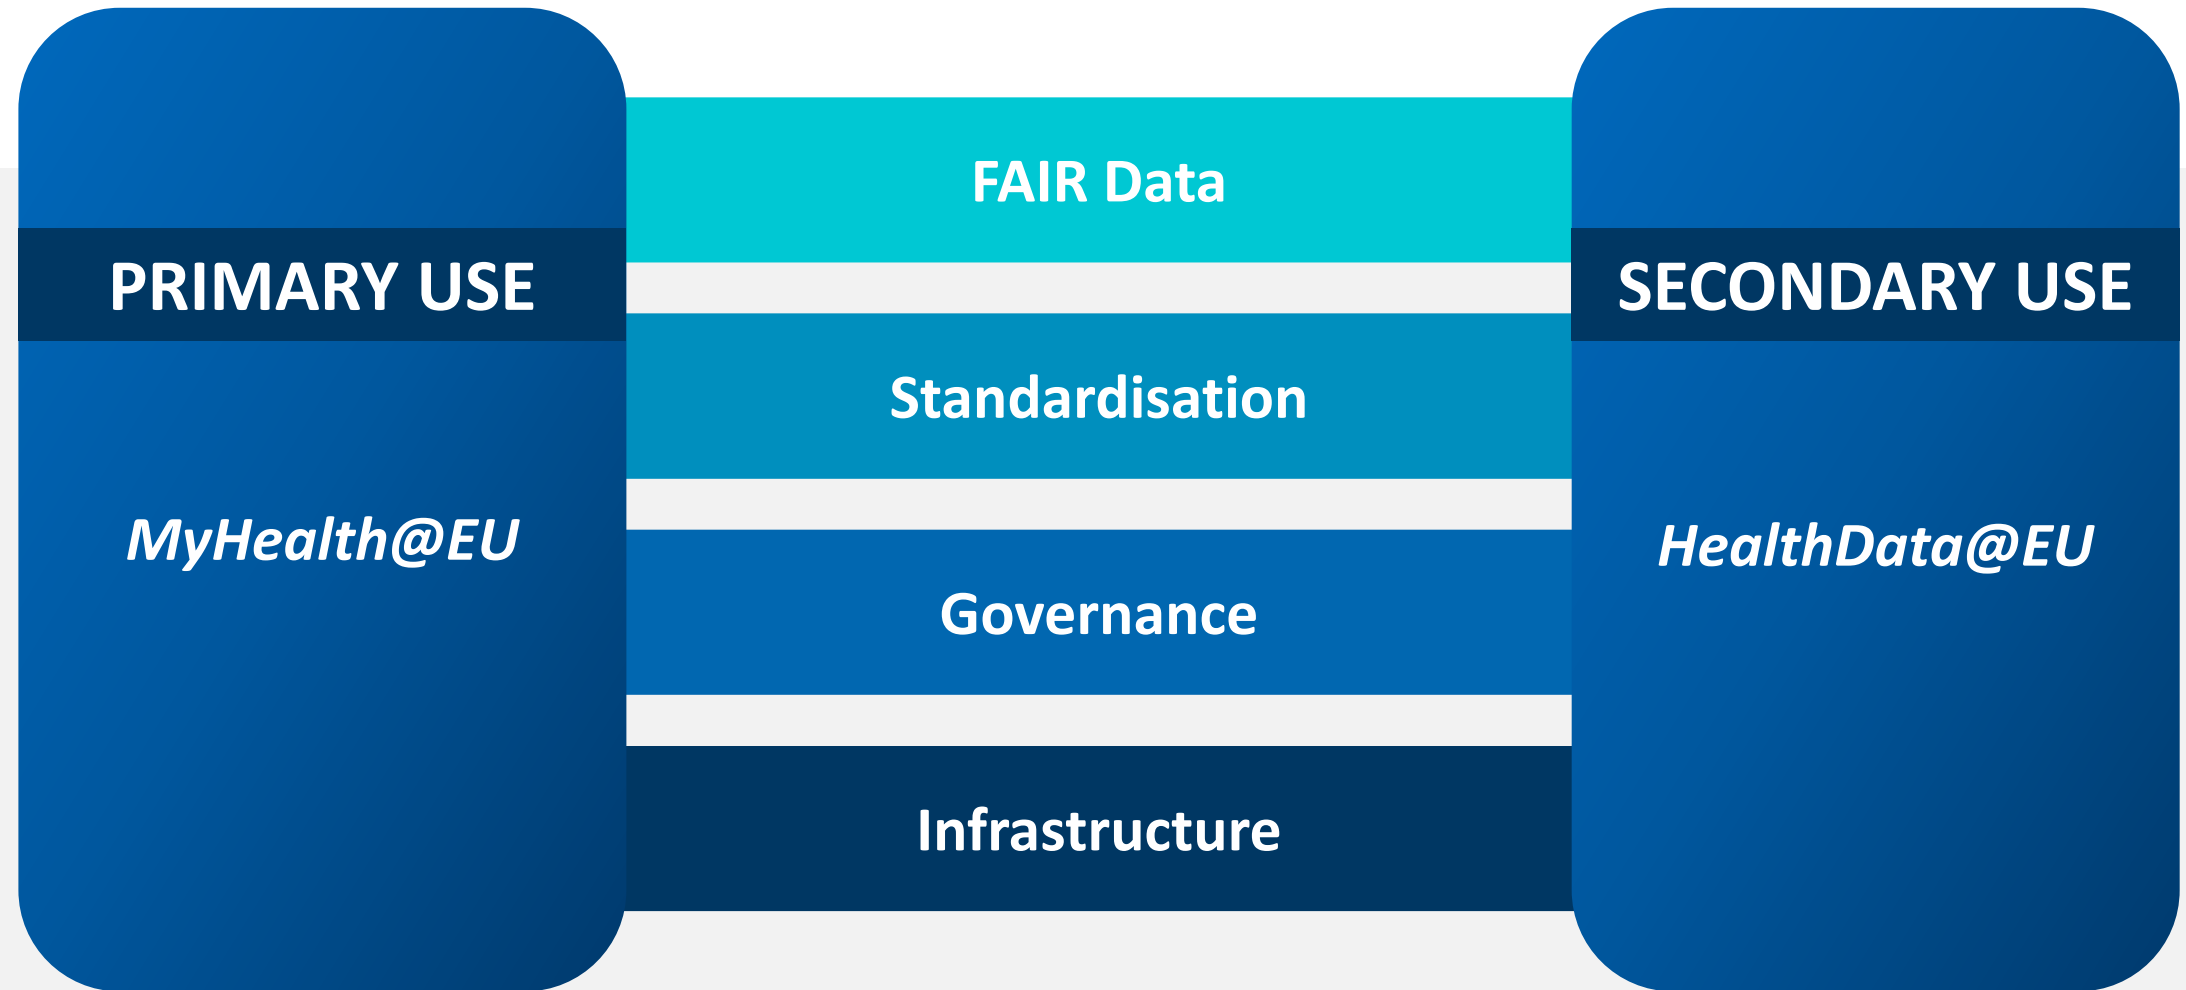 PRIMARY USE
MyHealth@EU
FAIR Data
Standardisation
Governance
Infrastructure
SECONDARY USE
HealthData@EU